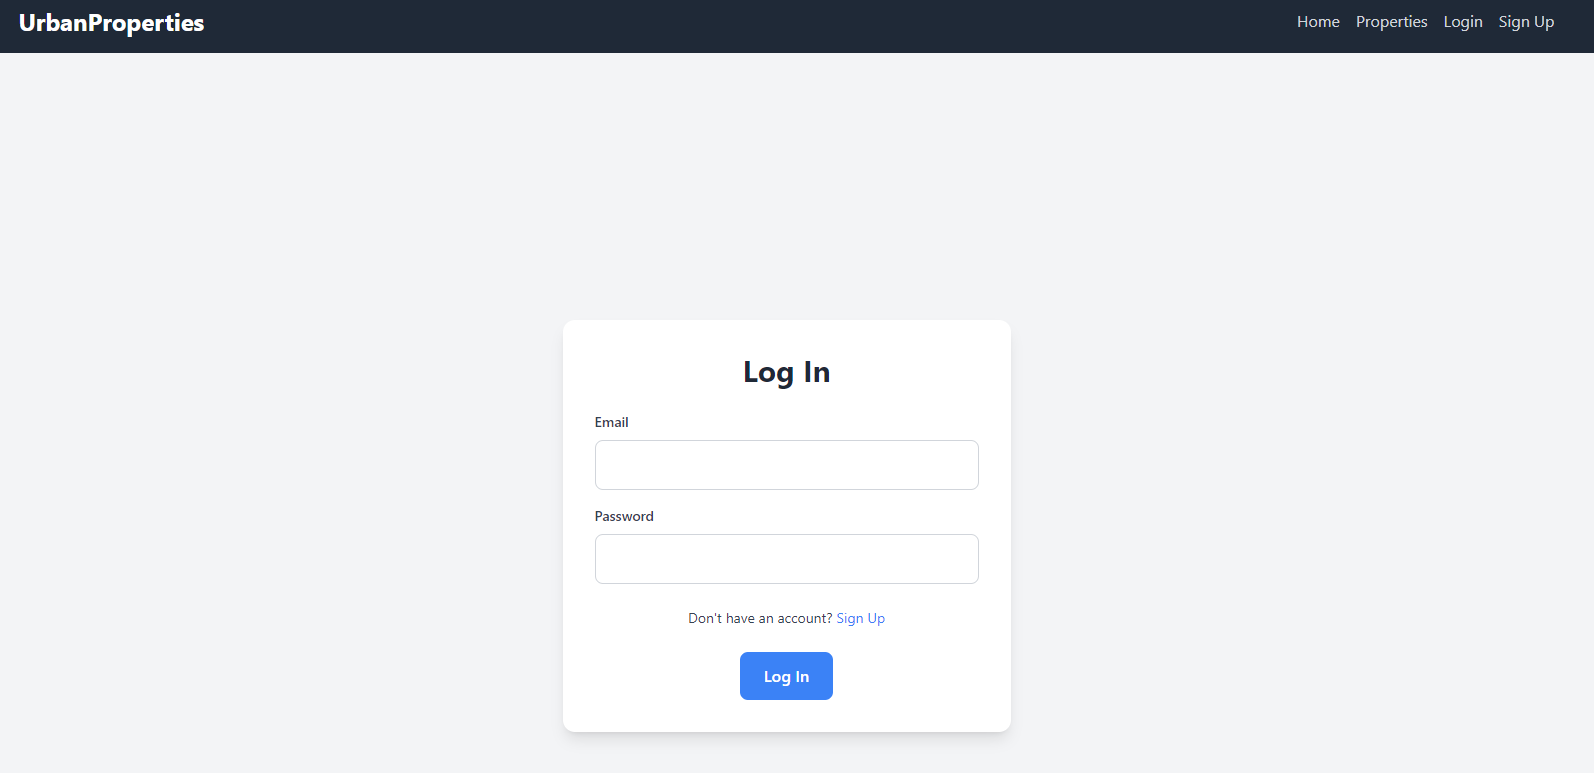 UrbanProperties
Home Properties Login Sign Up
Log In
Email
Password
Don't have an account? Sign Up
Log In